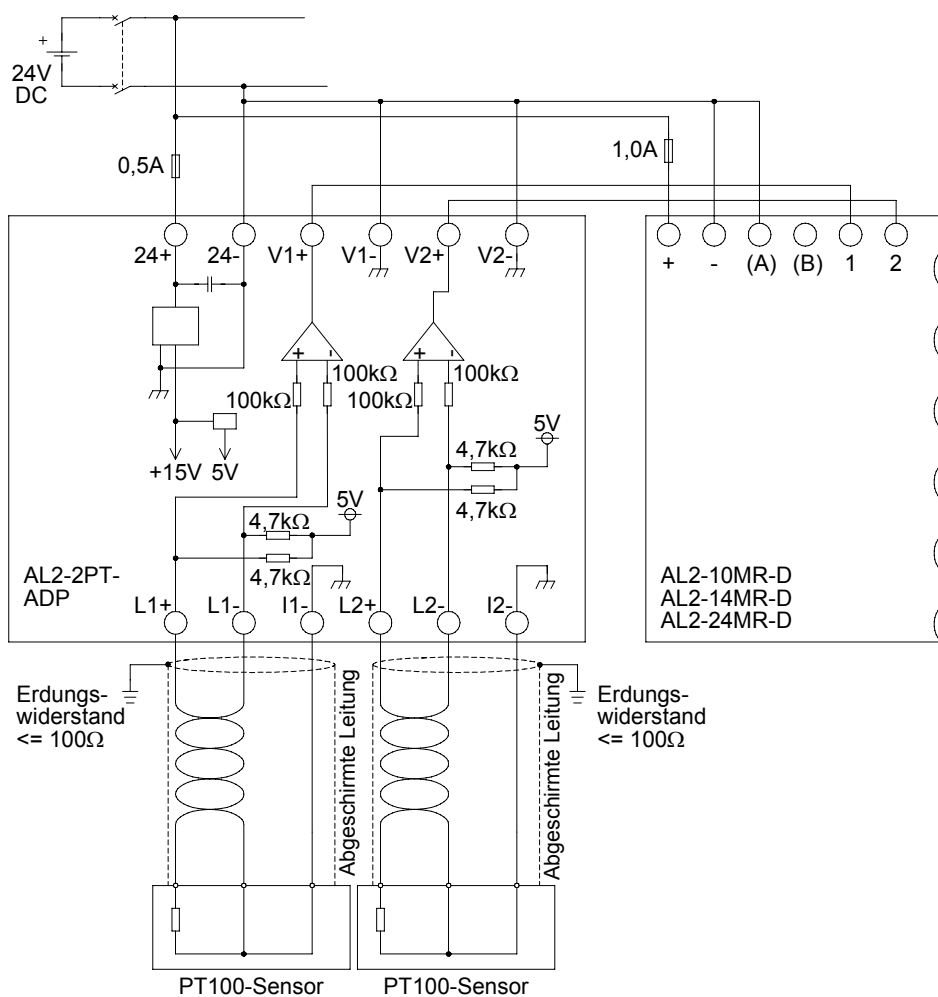 +
24V
DC
0,5A
1,0A
24+ 24- V1+ V1- V2+ V2-
+ - (A) (B) 1 2
+ -
+ -
100kΩ
100kΩ
100kΩ
100kΩ
5V
4,7kΩ
4,7kΩ
+15V 5V
5V
4,7kΩ
4,7kΩ
AL2-2PT-
ADP
L1+ L1- I1- L2+ L2- I2-
AL2-10MR-D
AL2-14MR-D
AL2-24MR-D
Erdungs-
widerstand
<= 100Ω
Abgeschirmte Leitung
Abgeschirmte Leitung
Erdungs-
widerstand
<= 100Ω
PT100-Sensor
PT100-Sensor